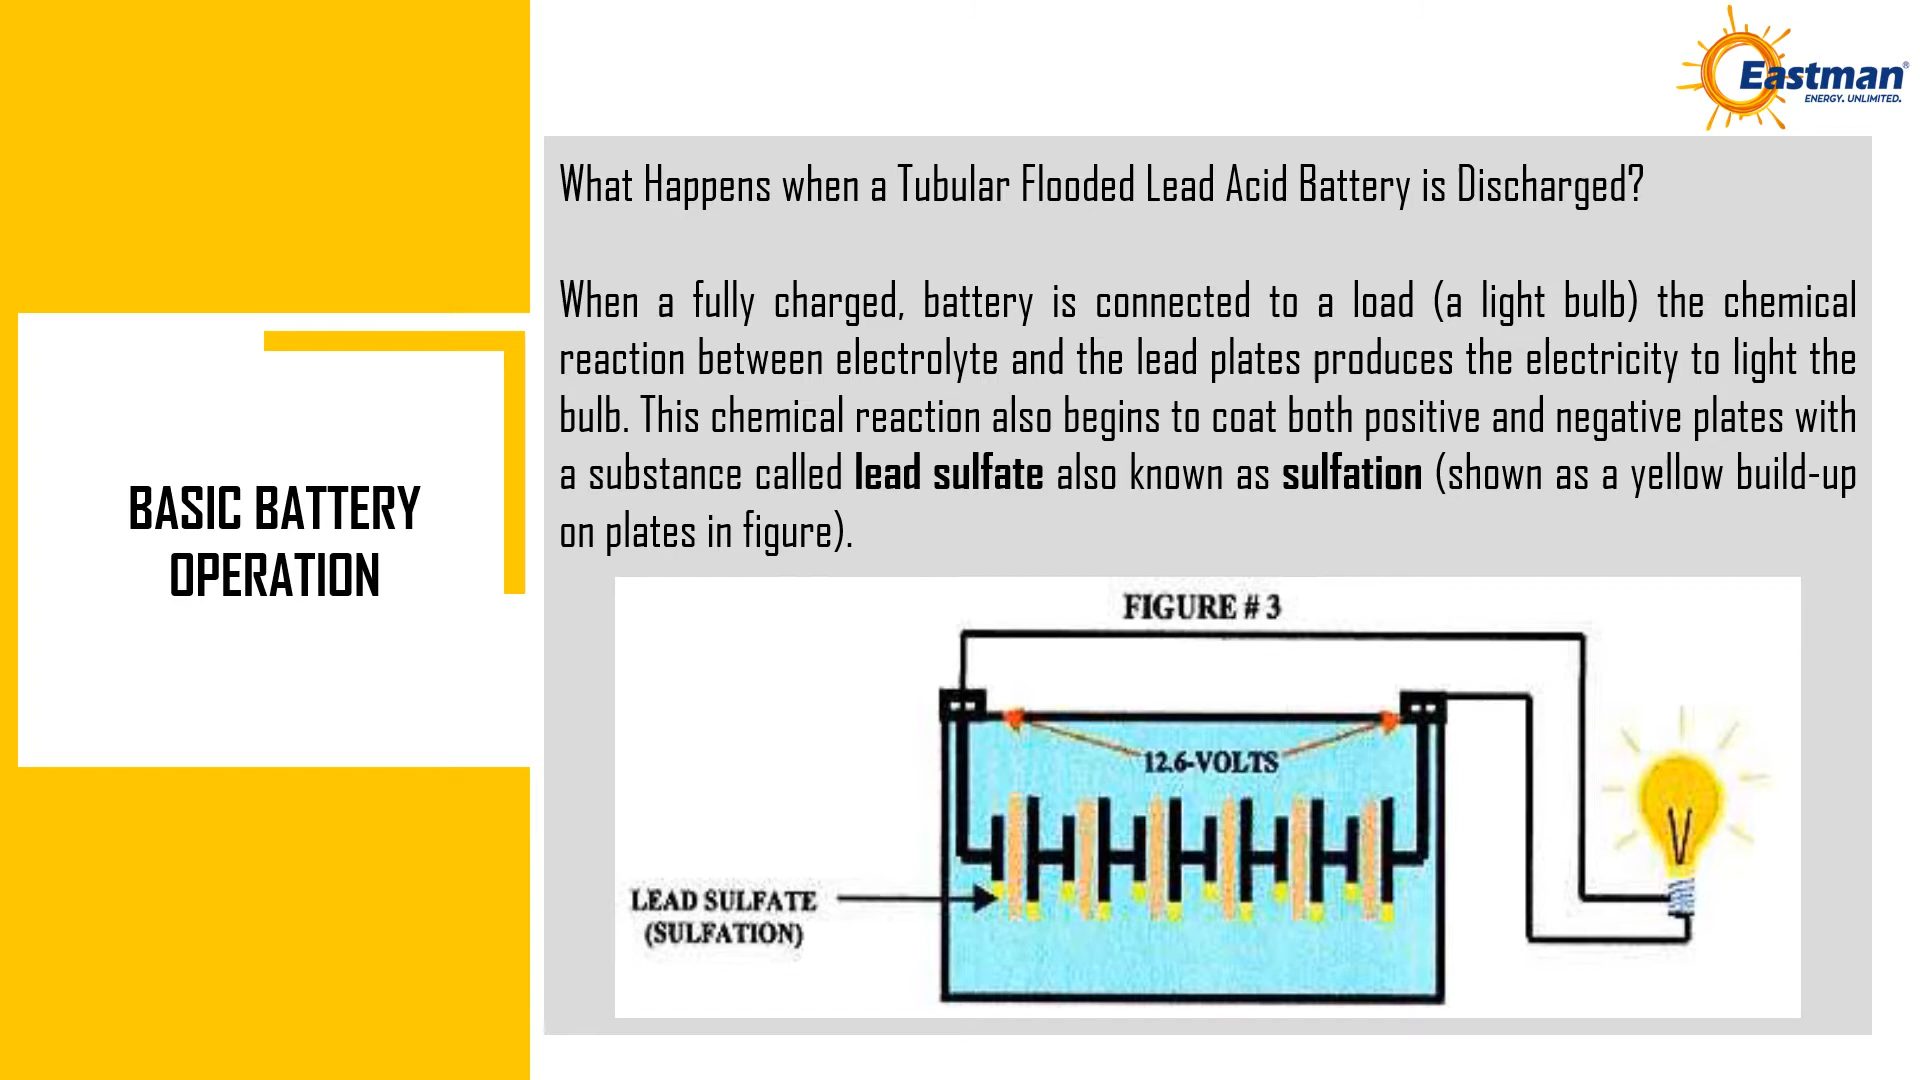 Eastman®
ENERGY. UNLIMITED.
What Happens when a Tubular Flooded Lead Acid Battery is Discharged?
When a fully charged, battery is connected to a load (a light bulb) the chemical
reaction between electrolyte and the lead plates produces the electricity to light the
bulb. This chemical reaction also begins to coat both positive and negative plates with
a substance called lead sulfate also known as sulfation (shown as a yellow build-up
on plates in figure).
BASIC BATTERY
OPERATION
FIGURE # 3
12.6-VOLTS
LEAD SULFATE
(SULFATION)